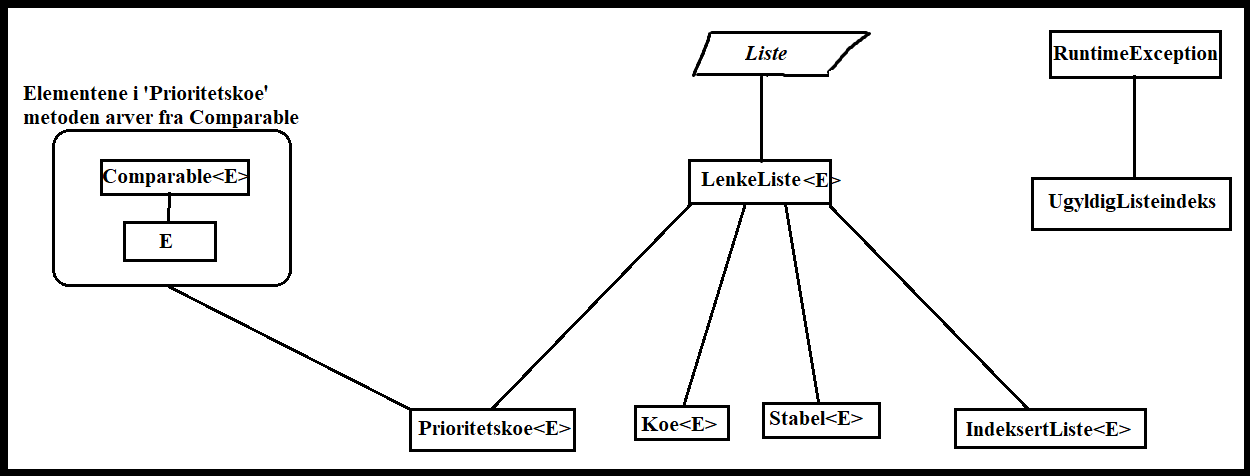 Liste
RuntimeException
Elementene i 'Prioritetskoe'
metoden arver fra Comparable
Comparable<E>
LenkeListe<E>
UgyldigListeindeks
E
Prioritetskoe<E>
Koe<E>
Stabel<E>
IndeksertListe<E>